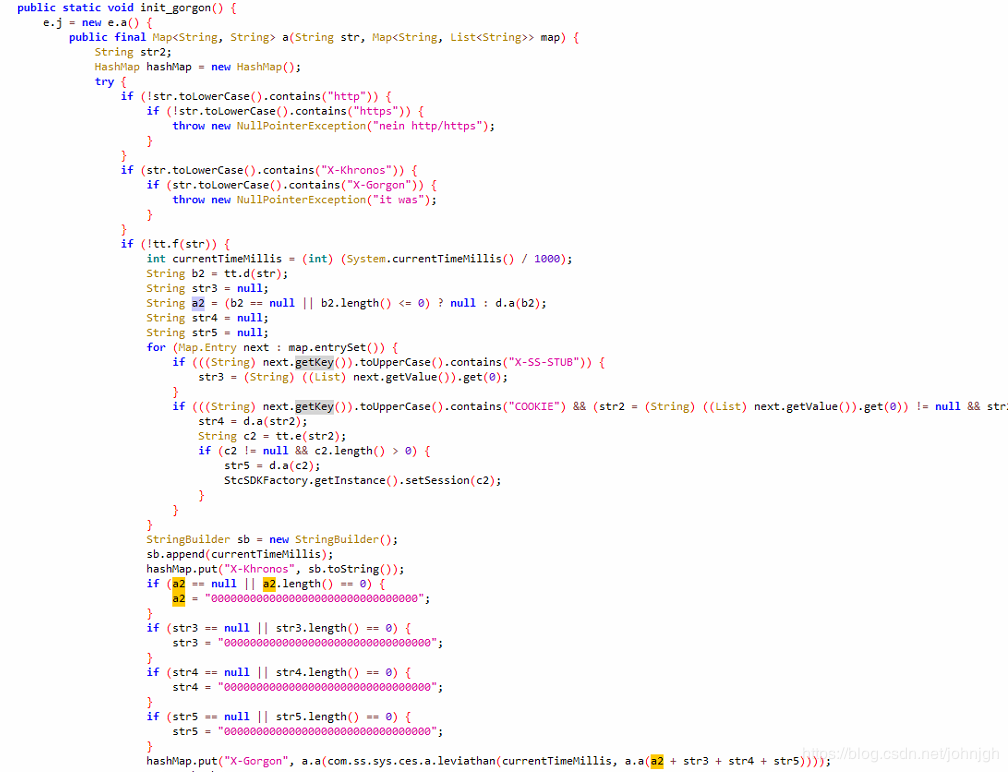 public static void init_gorgon() {
e.j = new e.a() {
public final Map<String, String> a(String str, Map<String, List<String>> map) {
String str2;
HashMap hashMap = new HashMap();
try {
if (!str.toLowerCase().contains("http")) {
if (!str.toLowerCase().contains("https")) {
throw new NullPointerException("nein http/https");
}
}
if (str.toLowerCase().contains("X-Khronos")) {
if (str.toLowerCase().contains("X-Gorgon")) {
throw new NullPointerException("it was");
}
}
if (!tt.f(str)) {
int currentTimeMillis = (int) (System.currentTimeMillis() / 1000);
String b2 = tt.d(str);
String str3 = null;
String a2 = (b2 == null || b2.length() <= 0) ? null : d.a(b2);
String str4 = null;
String str5 = null;
for (Map.Entry next : map.entrySet()) {
if (((String) next.getKey()).toUpperCase().contains("X-SS-STUB")) {
str3 = (String) ((List) next.getValue()).get(0);
}
if (((String) next.getKey()).toUpperCase().contains("COOKIE") && (str2 = (String) ((List) next.getValue()).get(0)) != null && str
str4 = d.a(str2);
String c2 = tt.e(str2);
if (c2 != null && c2.length() > 0) {
str5 = d.a(c2);
StcSDKFactory.getInstance().setSession(c2);
}
}
}
StringBuilder sb = new StringBuilder();
sb.append(currentTimeMillis);
hashMap.put("X-Khronos", sb.toString());
if (a2 == null || a2.length() == 0) {
a2 = "00000000000000000000000000000000";
}
if (str3 == null || str3.length() == 0) {
str3 = "00000000000000000000000000000000";
}
if (str4 == null || str4.length() == 0) {
str4 = "00000000000000000000000000000000";
}
if (str5 == null || str5.length() == 0) {
str5 = "00000000000000000000000000000000";
}
hashMap.put("X-Gorgon", a.a(com.ss.sys.ces.a.leviathan(currentTimeMillis, a.a(a2 + str3 + str4 + str5))));
https://blog.csdn.net/johnjgh